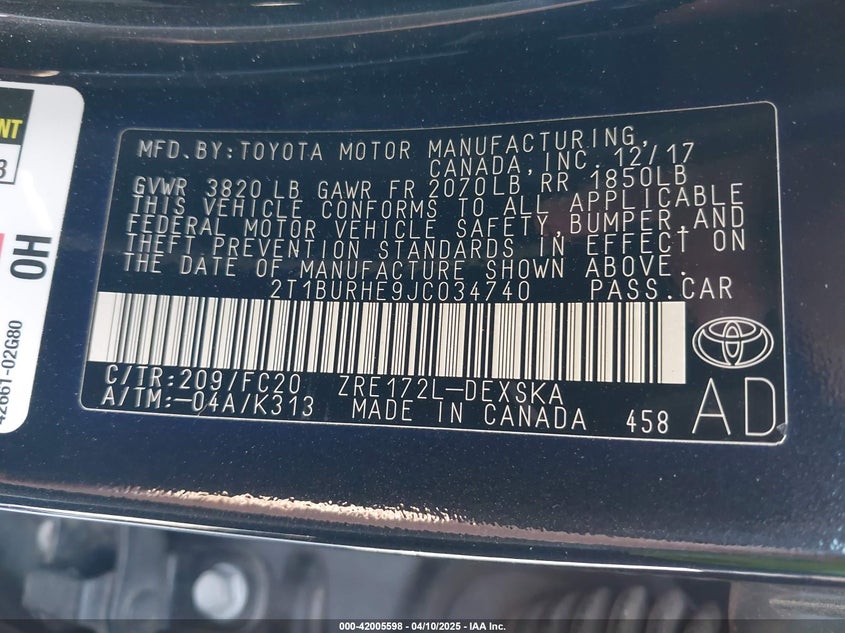 MFD.BY:TOYOTA MOTOR MANUFACTURING,
CANADA,INC. 12/17
GVWR 3820 LB GAWR FR 2070LB RR 1850LB
THIS VEHICLE CONFORMS TO ALL APPLICABLE
FEDERAL MOTOR VEHICLE SAFETY,BUMPER,AND
THEFT PREVENTION STANDARDS IN EFFECT ON
THE DATE OF MANUFACTURE SHOWN ABOVE.
2T1BURHE9JC034740 PASS.CAR
C/TR:209/FC20 ZRE172L-DEXSKA
A/TM:-04A/K313 MADE IN CANADA 458 AD
OH
42661-02G80
000-42005598 - 04/10/2025 - IAA Inc.